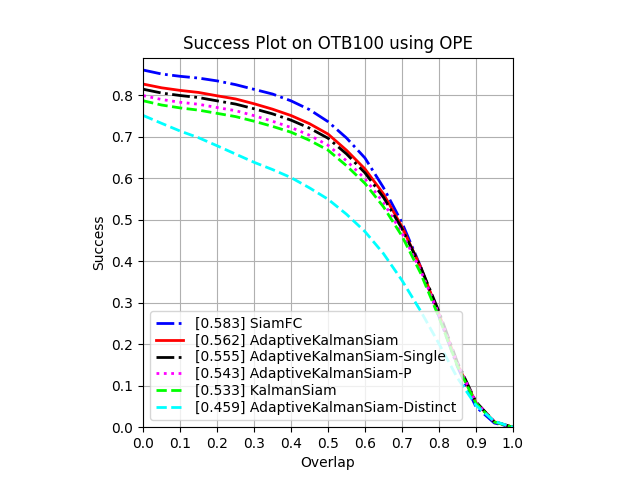 Success Plot on OTB100 using OPE
Success
0.8
0.7
0.6
0.5
0.4
0.3
0.2
0.1
0.0
[0.583] SiamFC
[0.562] AdaptiveKalmanSiam
[0.555] AdaptiveKalmanSiam-Single
[0.543] AdaptiveKalmanSiam-P
[0.533] KalmanSiam
[0.459] AdaptiveKalmanSiam-Distinct
0.0 0.1 0.2 0.3 0.4 0.5 0.6 0.7 0.8 0.9 1.0
Overlap